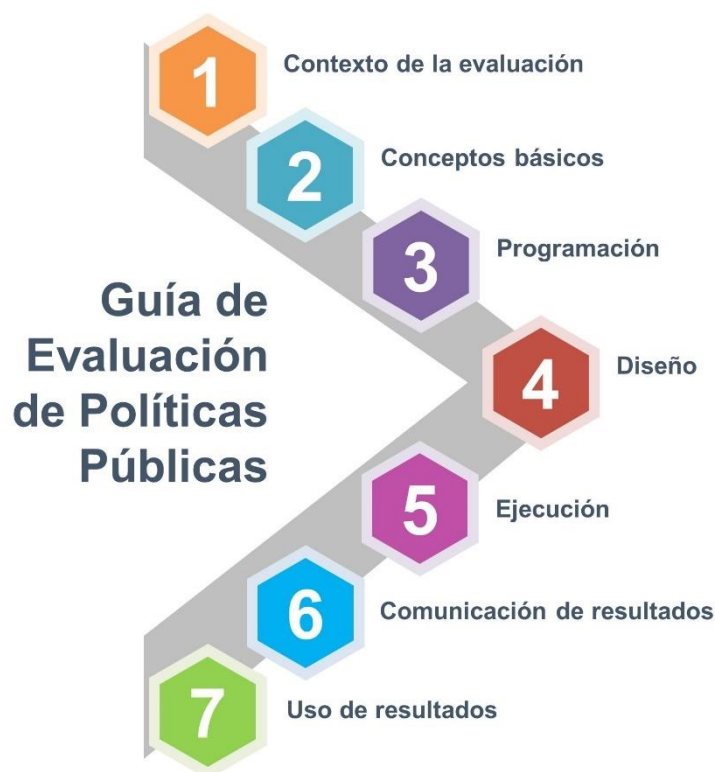 1
Contexto de la evaluación
2
Conceptos básicos
3
Programación
Guía de
Evaluación
de Políticas
Públicas
4
Diseño
5
Ejecución
6
Comunicación de resultados
7
Uso de resultados